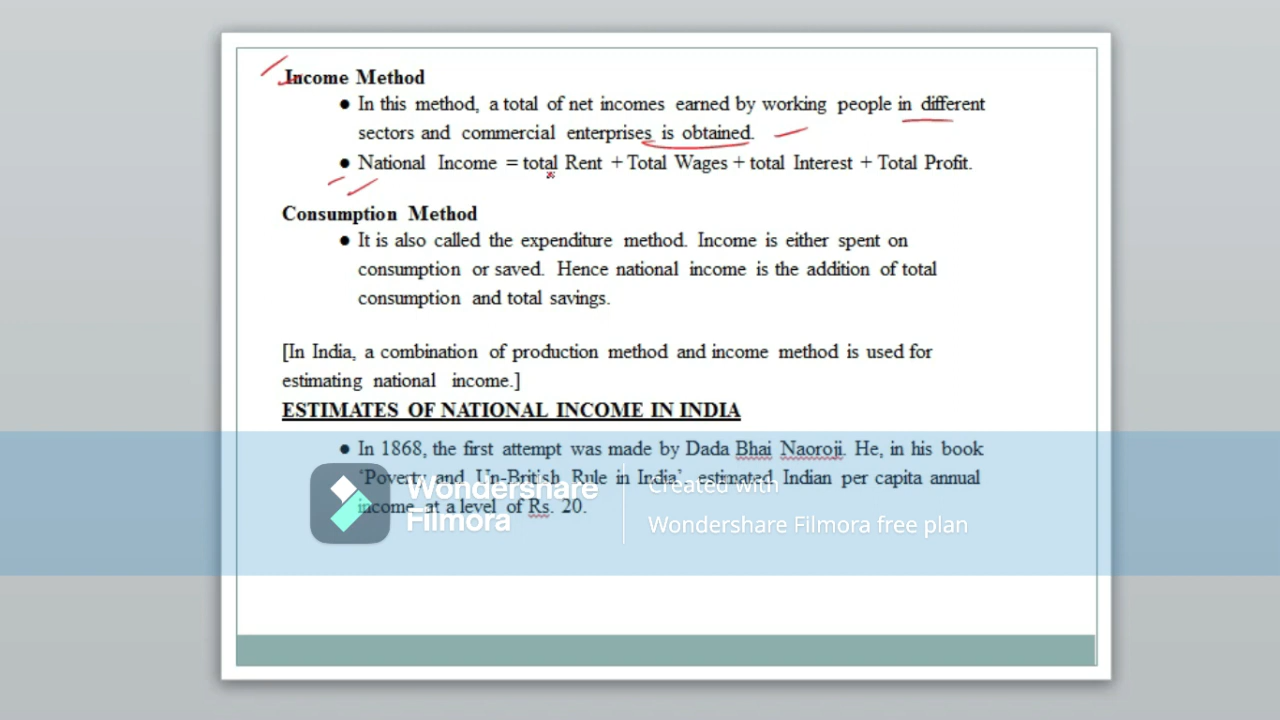 Income Method
● In this method, a total of net incomes earned by working people in different
sectors and commercial enterprises is obtained.
● National Income = total Rent + Total Wages + total Interest + Total Profit.
Consumption Method
● It is also called the expenditure method. Income is either spent on
consumption or saved. Hence national income is the addition of total
consumption and total savings.
[In India, a combination of production method and income method is used for
estimating national income.]
ESTIMATES OF NATIONAL INCOME IN INDIA
● In 1868, the first attempt was made by Dada Bhai Naoroji. He, in his book
‘Poverty and Un-British Rule in India’ estimated Indian per capita annual
income at a level of Rs. 20.
Wondershare
Filmora
Created with
Wondershare Filmora free plan